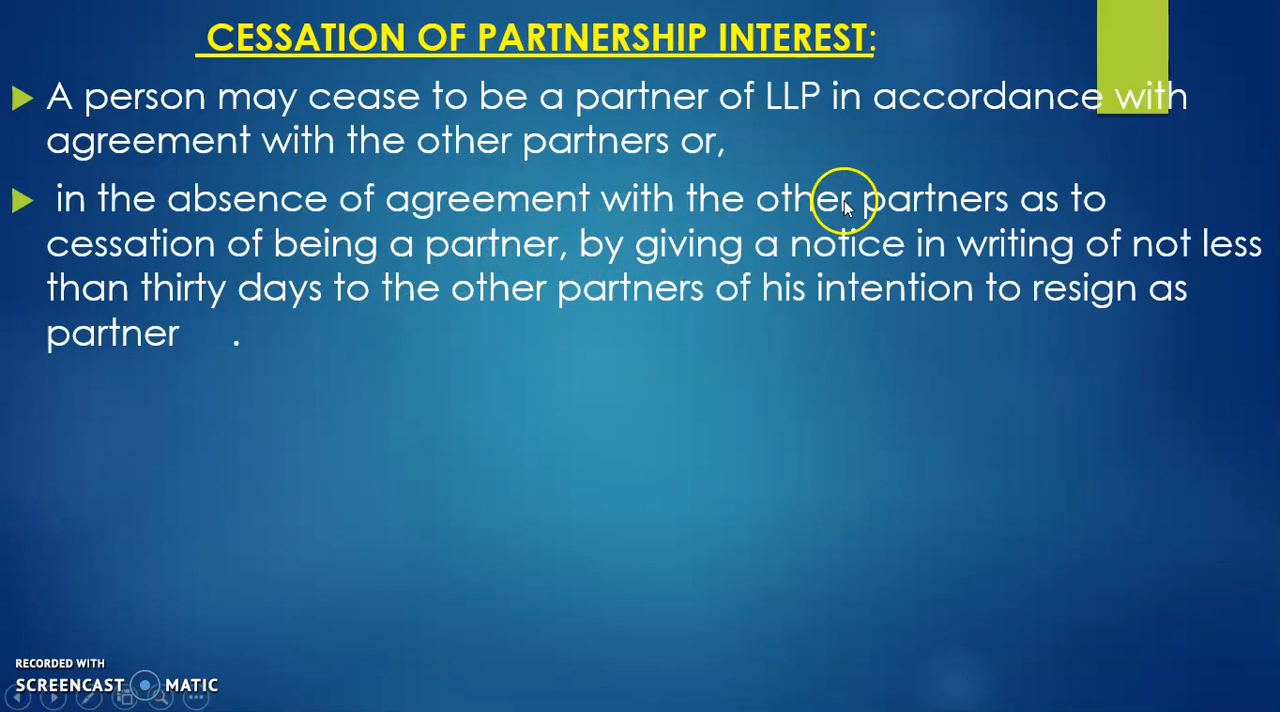 CESSATION OF PARTNERSHIP INTEREST:
A person may cease to be a partner of LLP in accordance with
agreement with the other partners or,
in the absence of agreement with the other partners as to
cessation of being a partner, by giving a notice in writing of not less
than thirty days to the other partners of his intention to resign as
partner .
RECORDED WITH
SCREENCAST MATIC